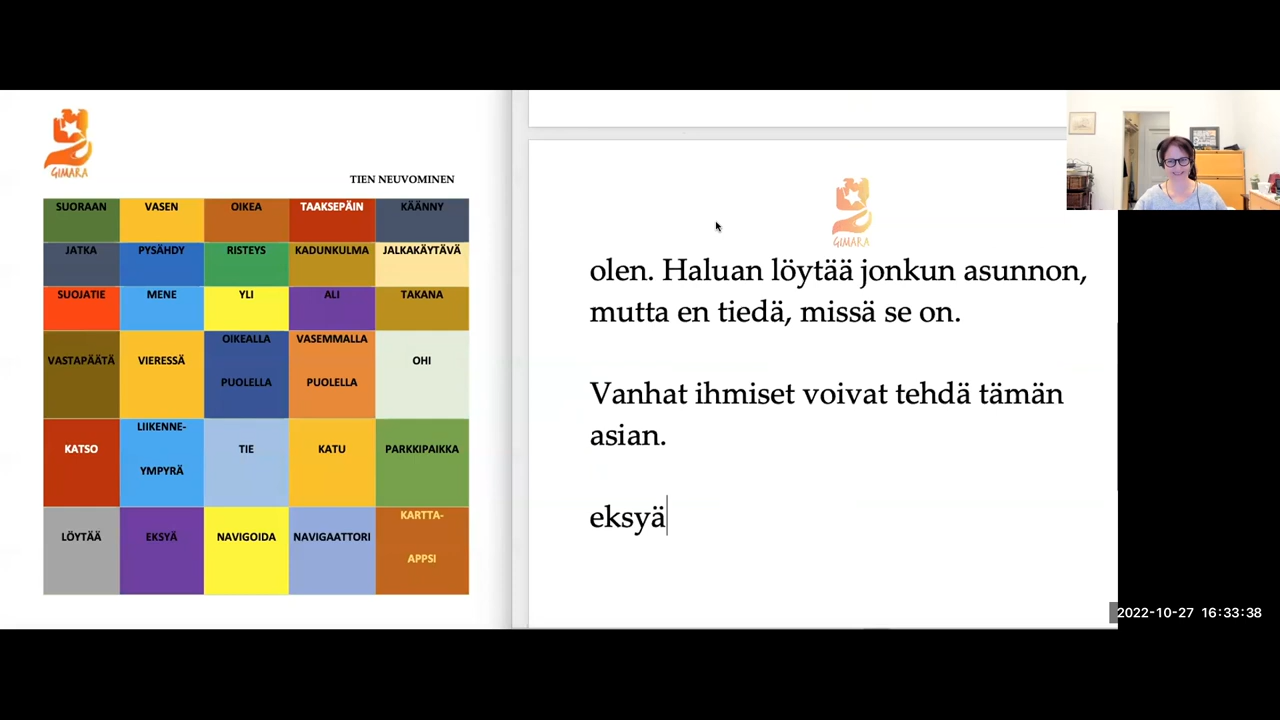 GIMARA
TIEN NEUVOMINEN
SUORAAN VASEN OIKEA TAAKSEPÄIN KÄÄNNY
JATKA PYSÄHDY RISTEYS KADUNKULMA JALKAKÄYTÄVÄ
SUOJATIE MENE YLI ALI TAKANA
VASTAPÄÄTÄ VIERESSÄ OIKEALLA PUOLELLA VASEMMALLA PUOLELLA OHI
KATSO LIIKENNE-YMPYRÄ TIE KATU PARKKIPAIKKA
LÖYTÄÄ EKSYÄ NAVIGOIDA NAVIGAATTORI KARTTA-APPSI
GIMARA
olen. Haluan löytää jonkun asunnon,
mutta en tiedä, missä se on.
Vanhat ihmiset voivat tehdä tämän
asian.
eksyä
2022-10-27 16:33:38